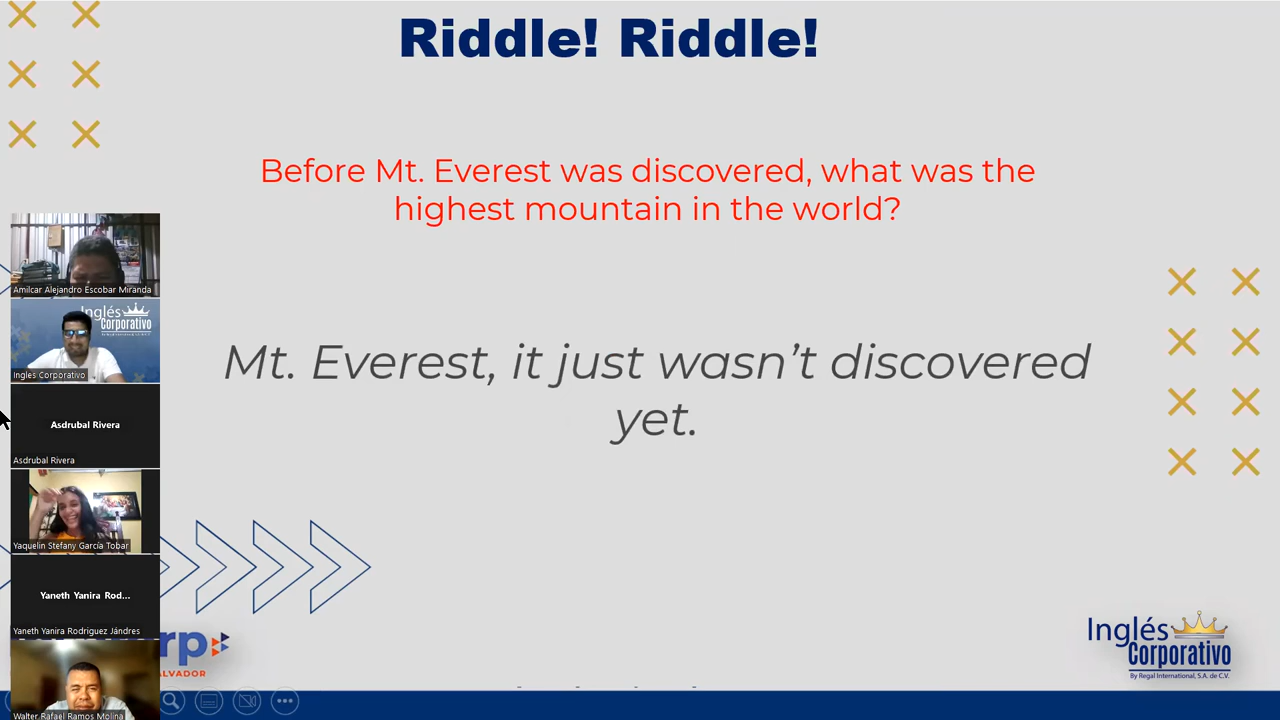 Riddle! Riddle!
Before Mt. Everest was discovered, what was the
highest mountain in the world?
Mt. Everest, it just wasn't discovered
yet.
Amilcar Alejandro Escobar Miranda
Inglés
Corporativo
Ingles Corporativo
Asdrubal Rivera
Asdrubal Rivera
Yaquelin Stefany García Tobar
Yaneth Yanira Rod...
Yaneth Yanira Rodriguez Jándres
Walter Rafael Ramos Molina
Inglés
Corporativo
By Regal International, S.A. de C.V.